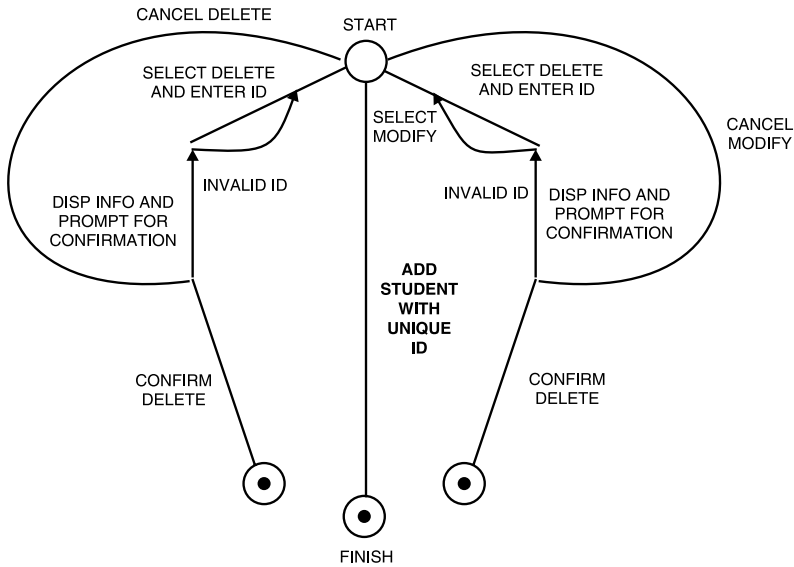 CANCEL DELETE
START
SELECT DELETE
AND ENTER ID
SELECT DELETE
AND ENTER ID
SELECT
MODIFY
CANCEL
MODIFY
INVALID ID
DISP INFO AND
PROMPT FOR
CONFIRMATION
INVALID ID
DISP INFO AND
PROMPT FOR
CONFIRMATION
ADD
STUDENT
WITH
UNIQUE
ID
CONFIRM
DELETE
CONFIRM
DELETE
FINISH